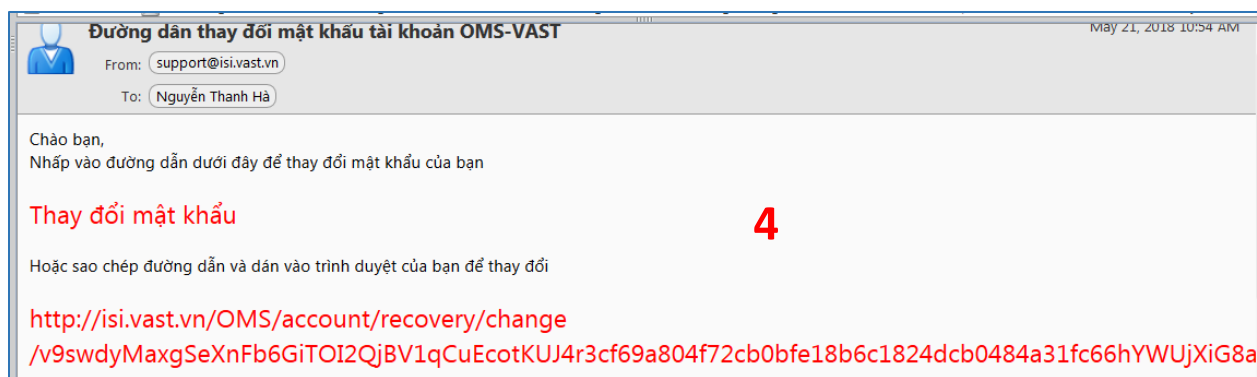 Đường dẫn thay đổi mật khẩu tài khoản OMS-VAST
May 21, 2018 10:54 AM
From: support@isi.vast.vn
To: Nguyễn Thanh Hà
Chào bạn,
Nhấp vào đường dẫn dưới đây để thay đổi mật khẩu của bạn
Thay đổi mật khẩu
4
Hoặc sao chép đường dẫn và dán vào trình duyệt của bạn để thay đổi
http://isi.vast.vn/OMS/account/recovery/change
/v9swdyMaxgSeXnFb6GiTOI2QjBV1qCuEcotKUJ4r3cf69a804f72cb0bfe18b6c1824dcb0484a31fc66hYWUjXiG8a